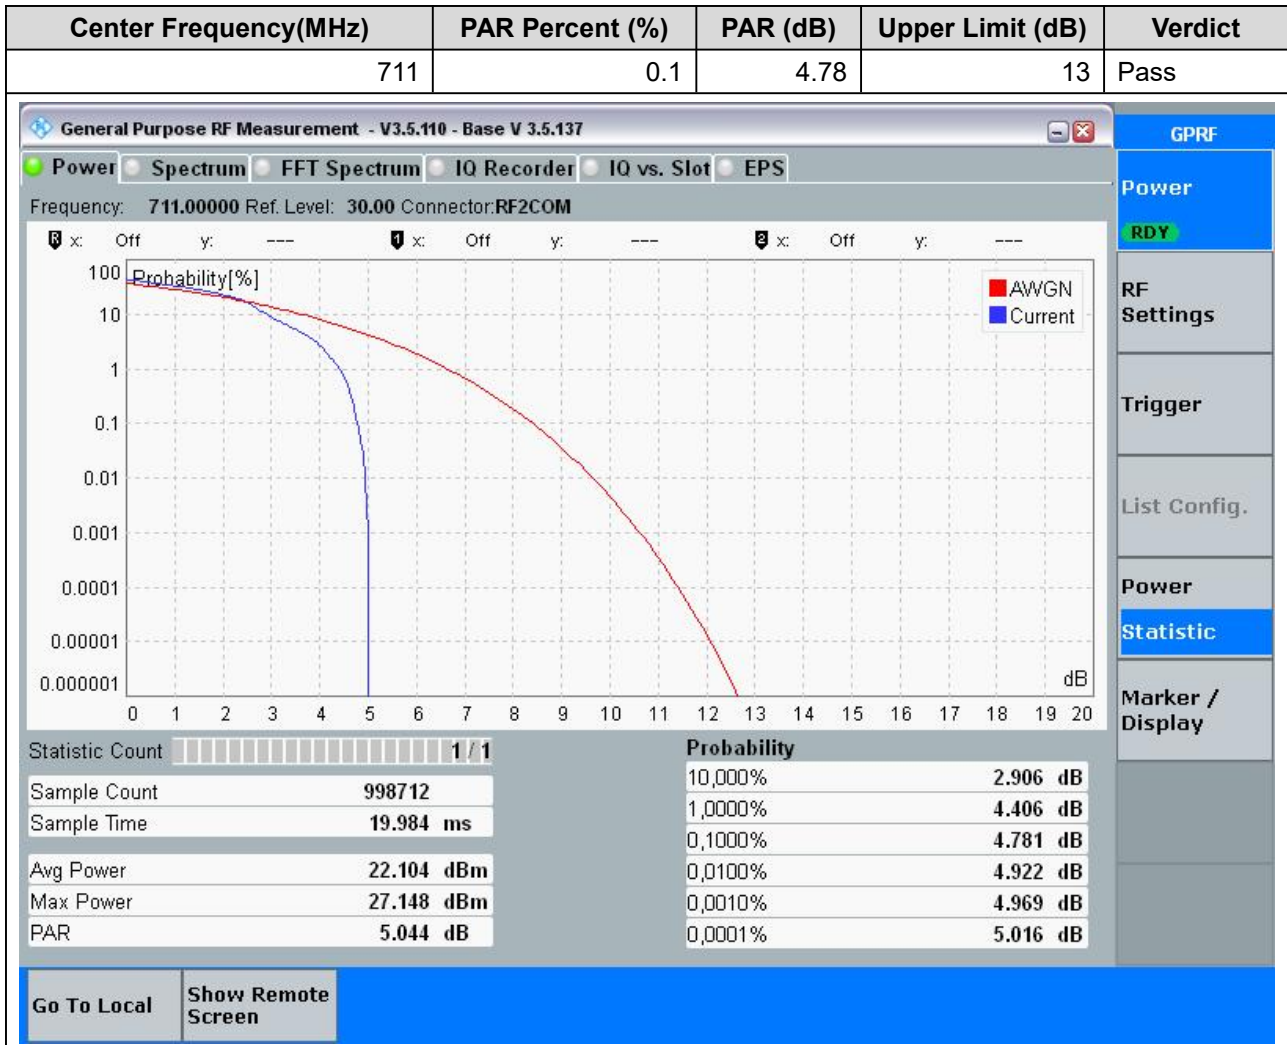 Center Frequency(MHz) PAR Percent (%) PAR (dB) Upper Limit (dB) Verdict
711 0.1 4.78 13 Pass
General Purpose RF Measurement - V3.5.110 - Base V 3.5.137
GPRF
Power Spectrum FFT Spectrum IQ Recorder IQ vs. Slot EPS
Frequency: 711.00000 Ref. Level: 30.00 Connector:RF2COM
R x: Off y: --- 1 x: Off y: --- 2 x: Off y: ---
Probability[%]
AWGN
Current
100
10
1
0.1
0.01
0.001
0.0001
0.00001
0.000001
dB
0 1 2 3 4 5 6 7 8 9 10 11 12 13 14 15 16 17 18 19 20
Statistic Count 1 / 1
Sample Count 998712
Sample Time 19.984 ms
Avg Power 22.104 dBm
Max Power 27.148 dBm
PAR 5.044 dB
Probability
10,000% 2.906 dB
1,0000% 4.406 dB
0,1000% 4.781 dB
0,0100% 4.922 dB
0,0010% 4.969 dB
0,0001% 5.016 dB
Power
RDY
RF
Settings
Trigger
List Config.
Power
Statistic
Marker /
Display
Go To Local
Show Remote
Screen